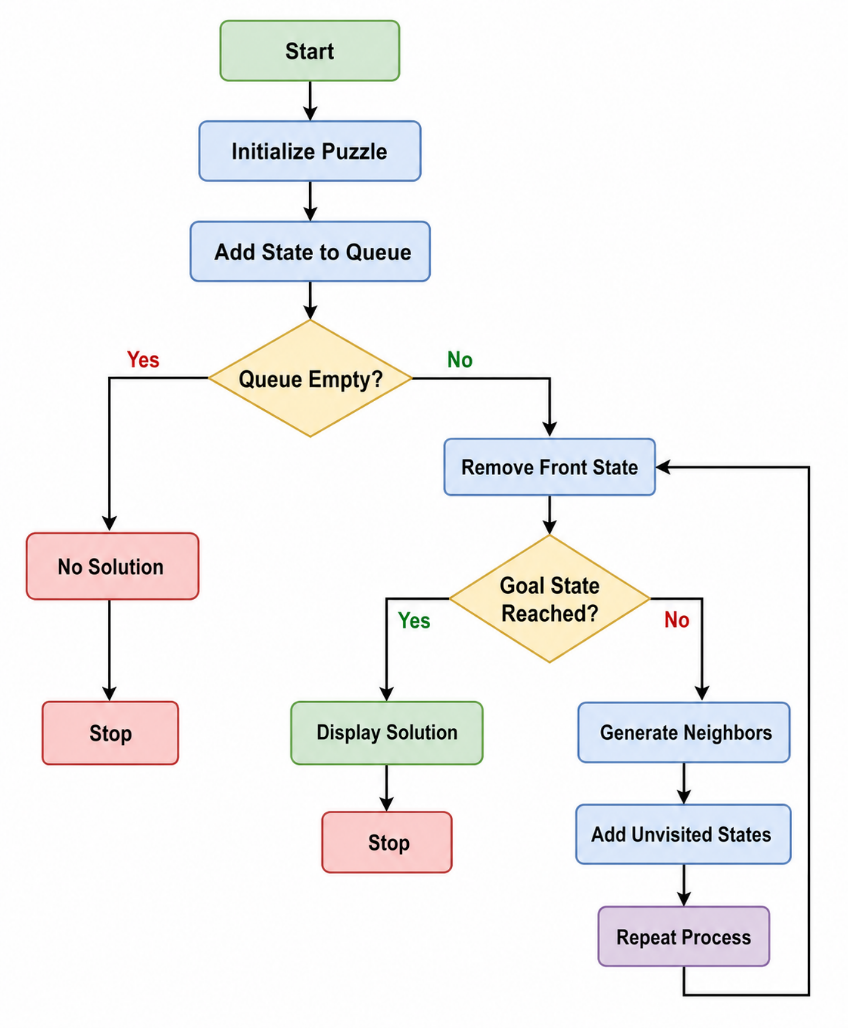 Start
Initialize Puzzle
Add State to Queue
Queue Empty?
Yes
No
Remove Front State
No Solution
Goal State
Reached?
Yes
No
Stop
Display Solution
Generate Neighbors
Stop
Add Unvisited States
Repeat Process